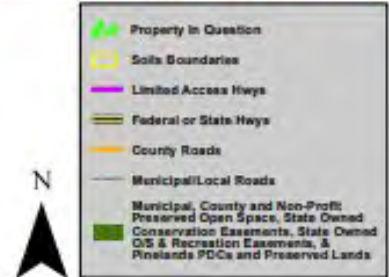 Property In Question
Soils Boundaries
Limited Access Hwys
Federal or State Hwys
County Roads
N
Municipal/Local Roads
Municipal, County and Non-Profit
Preserved Open Space, State Owned
Conservation Easements, State Owned
O/S & Recreation Easements, &
Pinelands PDCs and Preserved Lands